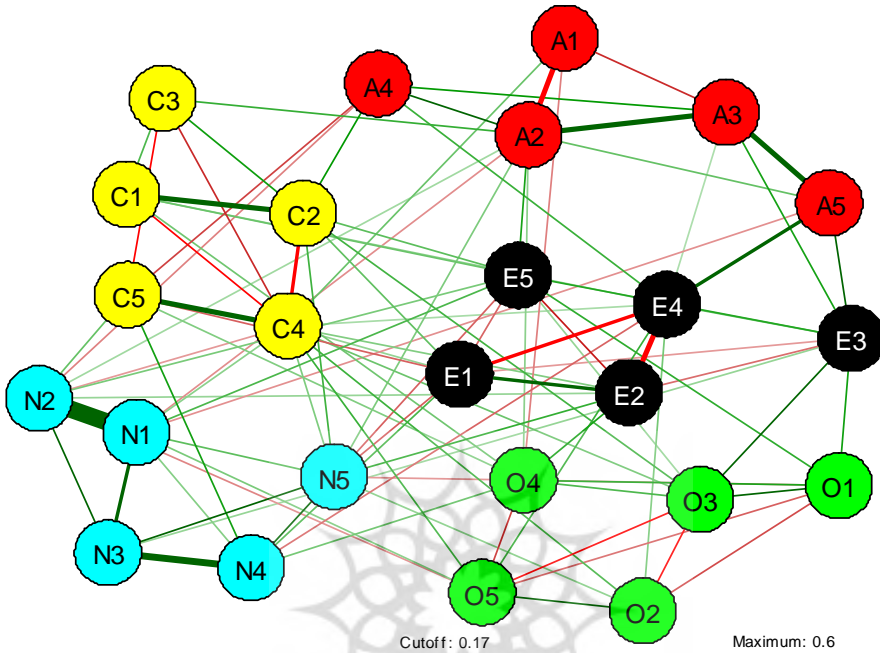 A1
A4
C3
A3
A2
C1
A5
C2
E5
C5
E4
C4
E3
E1
E2
N2
N1
N5
O4
O1
O3
N3
N4
O5
O2
Cutoff: 0.17
Maximum: 0.6